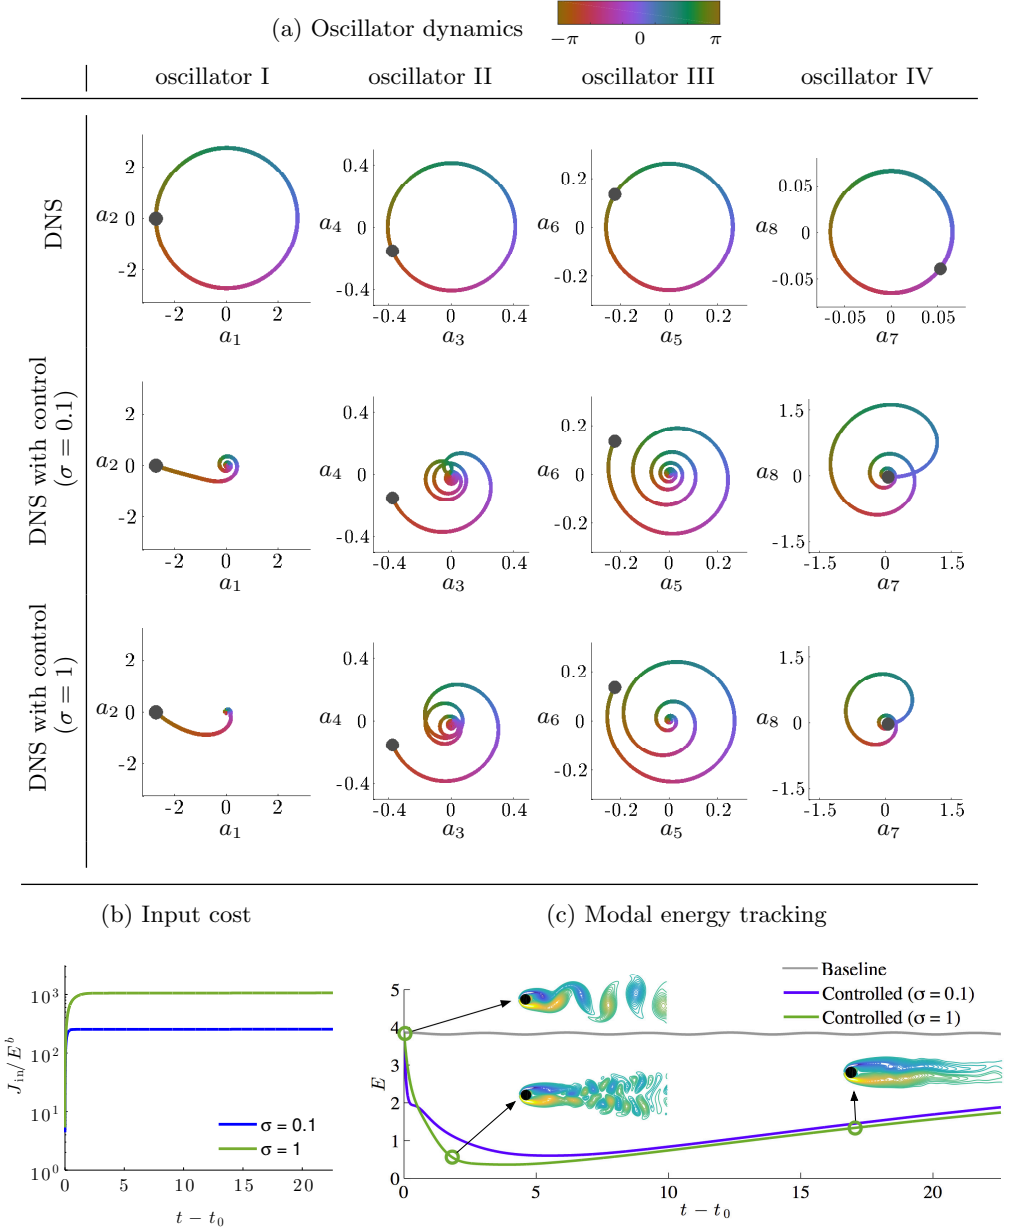 (a) Oscillator dynamics
−π 0 π
oscillator I oscillator II oscillator III oscillator IV
DNS
2 0 -2 a2 -2 0 2 a1
0.4 0 -0.4 a4 -0.4 0 0.4 a3
0.2 0 -0.2 a6 -0.2 0 0.2 a5
0.05 0 -0.05 a8 -0.05 0 0.05 a7
DNS with control
(σ = 0.1)
2 0 -2 a2 -2 0 2 a1
0.4 0 -0.4 a4 -0.4 0 0.4 a3
0.2 0 -0.2 a6 -0.2 0 0.2 a5
1.5 0 -1.5 a8 -1.5 0 1.5 a7
DNS with control
(σ = 1)
2 0 -2 a2 -2 0 2 a1
0.4 0 -0.4 a4 -0.4 0 0.4 a3
0.2 0 -0.2 a6 -0.2 0 0.2 a5
1.5 0 -1.5 a8 -1.5 0 1.5 a7
(b) Input cost
10^3
10^2
10^1
10^0
J_in/E^b
σ = 0.1
σ = 1
0 5 10 15 20
t − t0
(c) Modal energy tracking
Baseline
Controlled (σ = 0.1)
Controlled (σ = 1)
5
4
3
2
1
0
E
0 5 10 15 20
t − t0